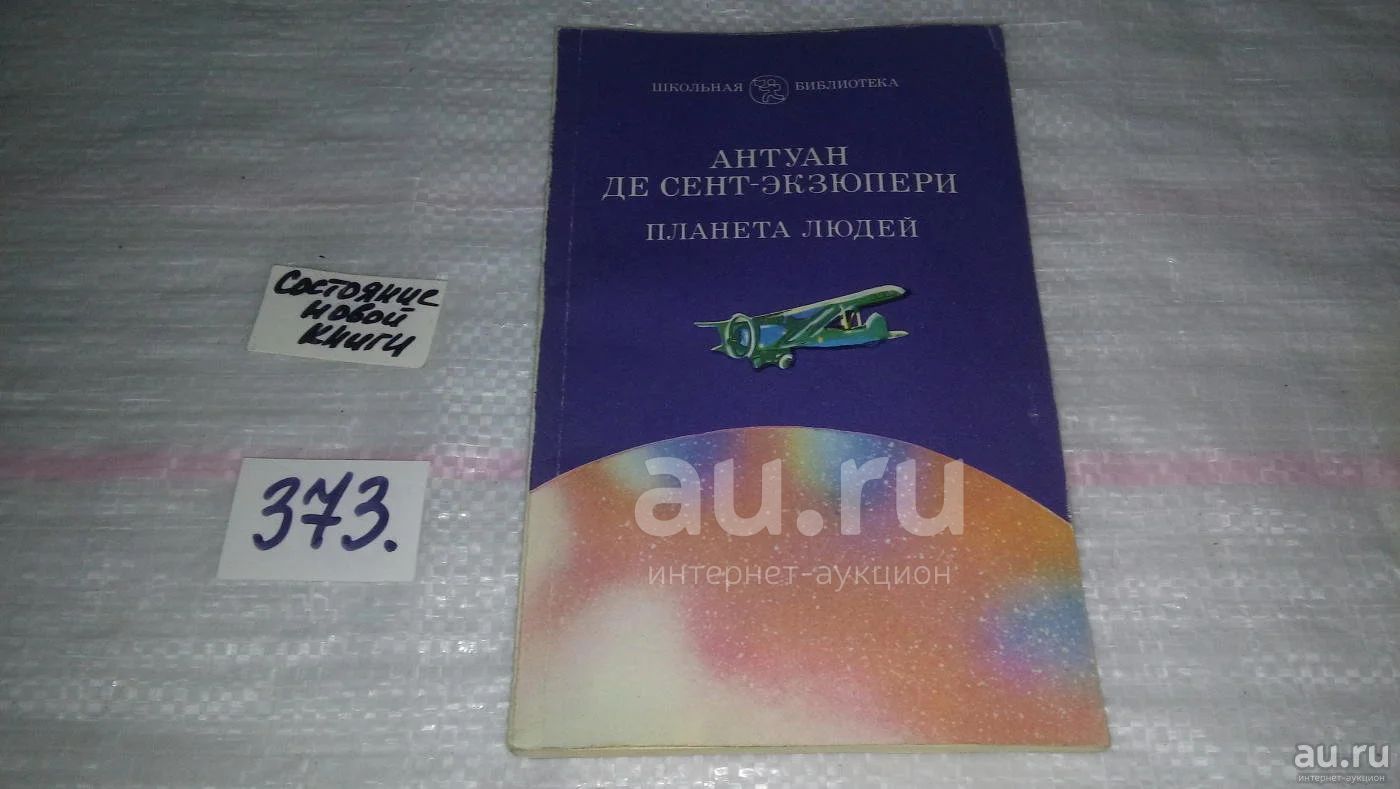 ШКОЛЬНАЯ БИБЛИОТЕКА
АНТУАН
ДЕ СЕНТ-ЭКЗЮПЕРИ
ПЛАНЕТА ЛЮДЕЙ
Состояние
новой
книги
373.
au.ru
интернет-аукцион
au.ru
интернет-аукцион